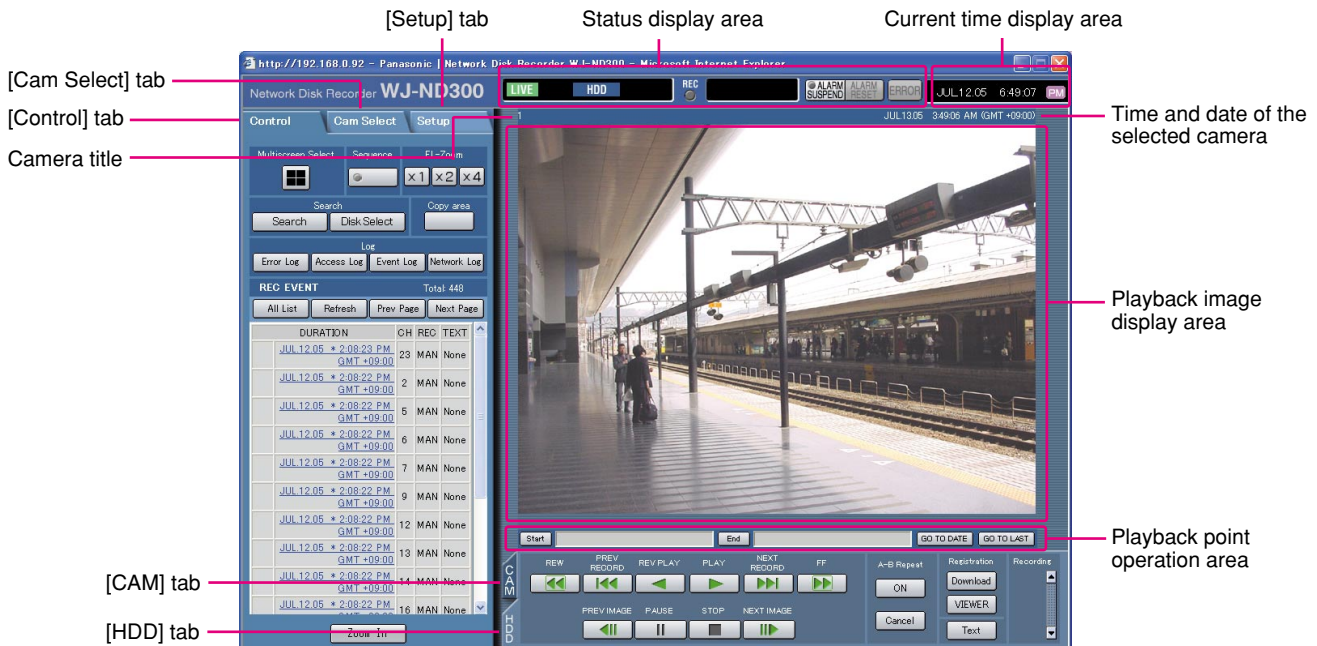 [Setup] tab
Status display area
Current time display area
[Cam Select] tab
[Control] tab
Camera title
[CAM] tab
[HDD] tab
Time and date of the
selected camera
Playback image
display area
Playback point
operation area
http://192.168.0.92 - Panasonic | Network Disk Recorder WJ-ND300 - Microsoft Internet Explorer
Network Disk Recorder WJ-ND300
LIVE HDD REC ALARM SUSPEND ALARM RESET ERROR JUL.12.05 6:49:07 PM
Control Cam Select Setup
1 JUL.13.05 3:49:06 AM (GMT +09:00)
Multiscreen Select Sequence El-Zoom
x1 x2 x4
Search Copy area
Search Disk Select
Log
Error Log Access Log Event Log Network Log
REC EVENT Total: 448
All List Refresh Prev Page Next Page
DURATION CH REC TEXT
JUL.12.05 * 2:08:23 PM GMT +09:00 23 MAN None
JUL.12.05 * 2:08:22 PM GMT +09:00 2 MAN None
JUL.12.05 * 2:08:22 PM GMT +09:00 5 MAN None
JUL.12.05 * 2:08:22 PM GMT +09:00 6 MAN None
JUL.12.05 * 2:08:22 PM GMT +09:00 7 MAN None
JUL.12.05 * 2:08:22 PM GMT +09:00 9 MAN None
JUL.12.05 * 2:08:22 PM GMT +09:00 12 MAN None
JUL.12.05 * 2:08:22 PM GMT +09:00 13 MAN None
JUL.12.05 * 2:08:22 PM GMT +09:00 14 MAN None
JUL.12.05 * 2:08:22 PM 16 MAN None
Zoom In
Start End GO TO DATE GO TO LAST
CAM
HDD
REW PREV RECORD REV PLAY PLAY NEXT RECORD FF
PREV IMAGE PAUSE STOP NEXT IMAGE
A-B Repeat
ON
Cancel
Registration
Download
VIEWER
Text
Recording